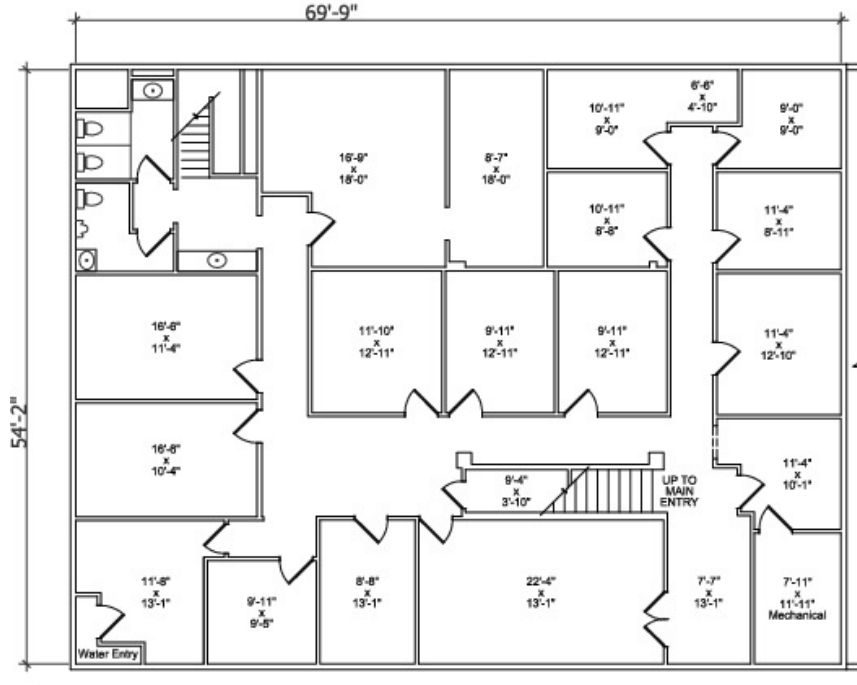 69'-9"
54'-2"
6'-6"
x
4'-10"
10'-11"
x
9'-0"
9'-0"
x
9'-0"
16'-9"
x
18'-0"
8'-7"
x
18'-0"
10'-11"
x
8'-8"
11'-4"
x
8'-11"
16'-6"
x
11'-4"
11'-10"
x
12'-11"
9'-11"
x
12'-11"
9'-11"
x
12'-11"
11'-4"
x
12'-10"
16'-6"
x
10'-4"
9'-4"
x
3'-10"
UP TO
MAIN
ENTRY
11'-4"
x
10'-1"
11'-8"
x
13'-1"
9'-11"
x
9'-5"
8'-8"
x
13'-1"
22'-4"
x
13'-1"
7'-7"
x
13'-1"
7'-11"
x
11'-11"
Mechanical
Water Entry